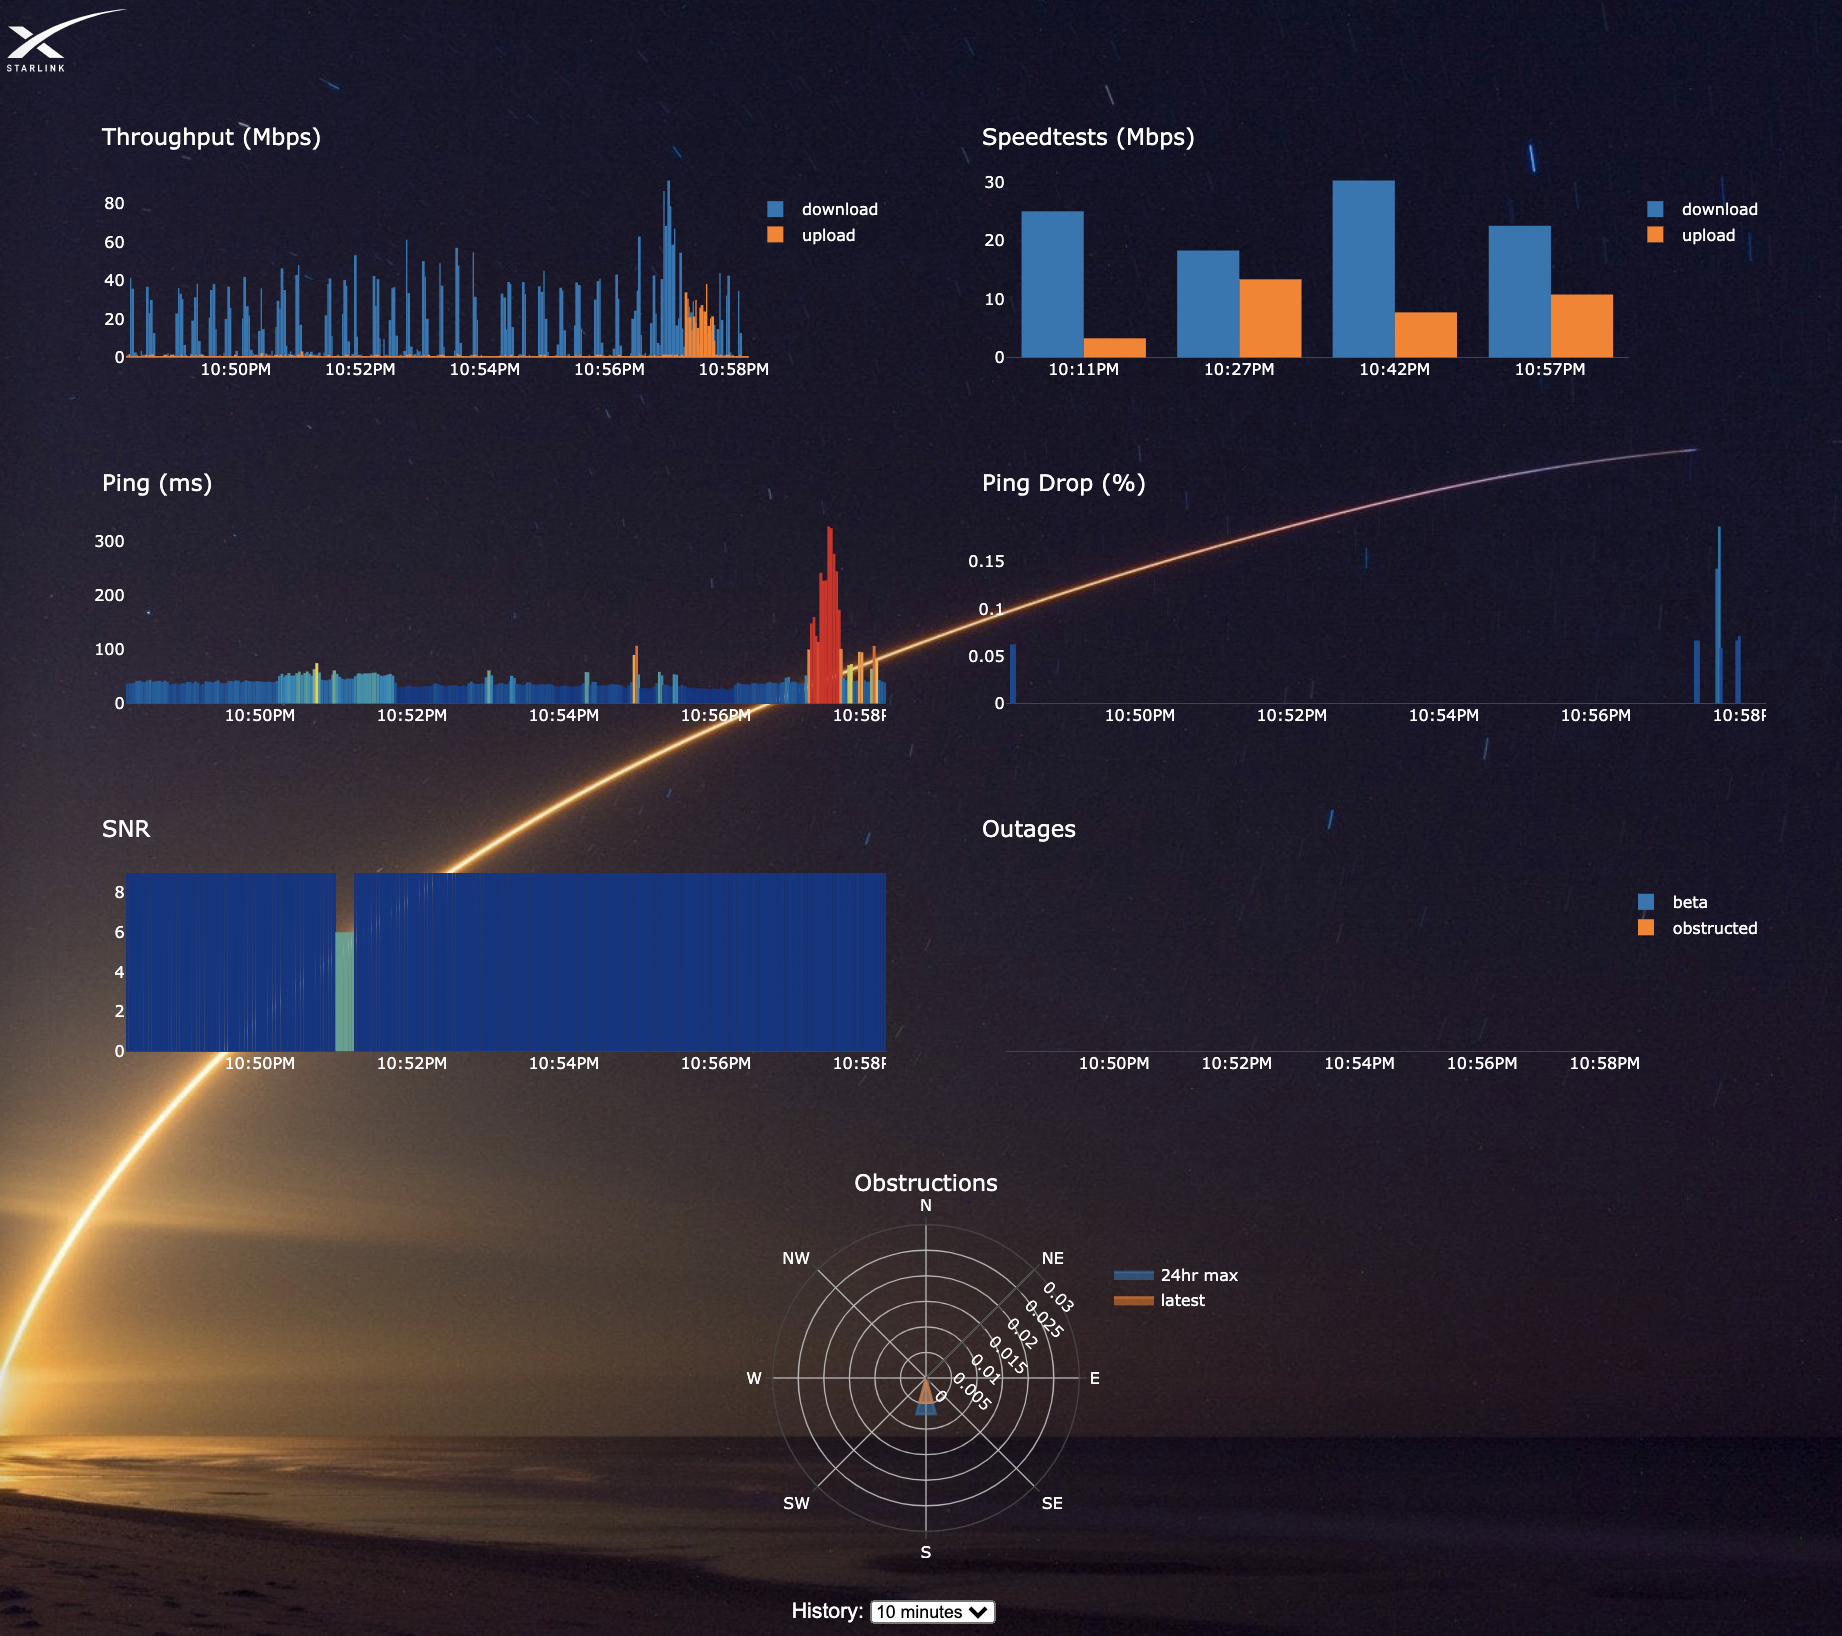 STARLINK
Throughput (Mbps)
80
60
40
20
0
10:50PM 10:52PM 10:54PM 10:56PM 10:58PM
download
upload
Speedtests (Mbps)
30
20
10
0
10:11PM 10:27PM 10:42PM 10:57PM
download
upload
Ping (ms)
300
200
100
0
10:50PM 10:52PM 10:54PM 10:56PM 10:58P
Ping Drop (%)
0.15
0.1
0.05
0
10:50PM 10:52PM 10:54PM 10:56PM 10:58P
SNR
8
6
4
2
0
10:50PM 10:52PM 10:54PM 10:56PM 10:58P
Outages
beta
obstructed
10:50PM 10:52PM 10:54PM 10:56PM 10:58PM
Obstructions
N
NW
NE
W
E
SW
SE
S
0.03
0.025
0.02
0.015
0.01
0.005
0
24hr max
latest
History: 10 minutes